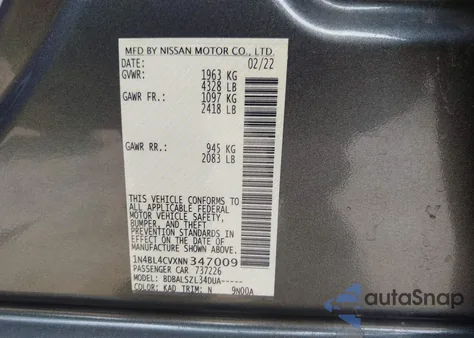 MFD BY NISSAN MOTOR CO., LTD.
DATE: 02/22
GVWR: 1963 KG
4328 LB
GAWR FR.: 1097 KG
2418 LB
GAWR RR.: 945 KG
2083 LB
THIS VEHICLE CONFORMS TO
ALL APPLICABLE FEDERAL
MOTOR VEHICLE SAFETY,
BUMPER, AND THEFT
PREVENTION STANDARDS IN
EFFECT ON THE DATE OF
MANUFACTURE SHOWN ABOVE.
1N4BL4CVXNN347009
PASSENGER CAR 737226
MODEL: BDBALSZL34DUA-----
COLOR: KAD TRIM: N 9N00A
autoSnap